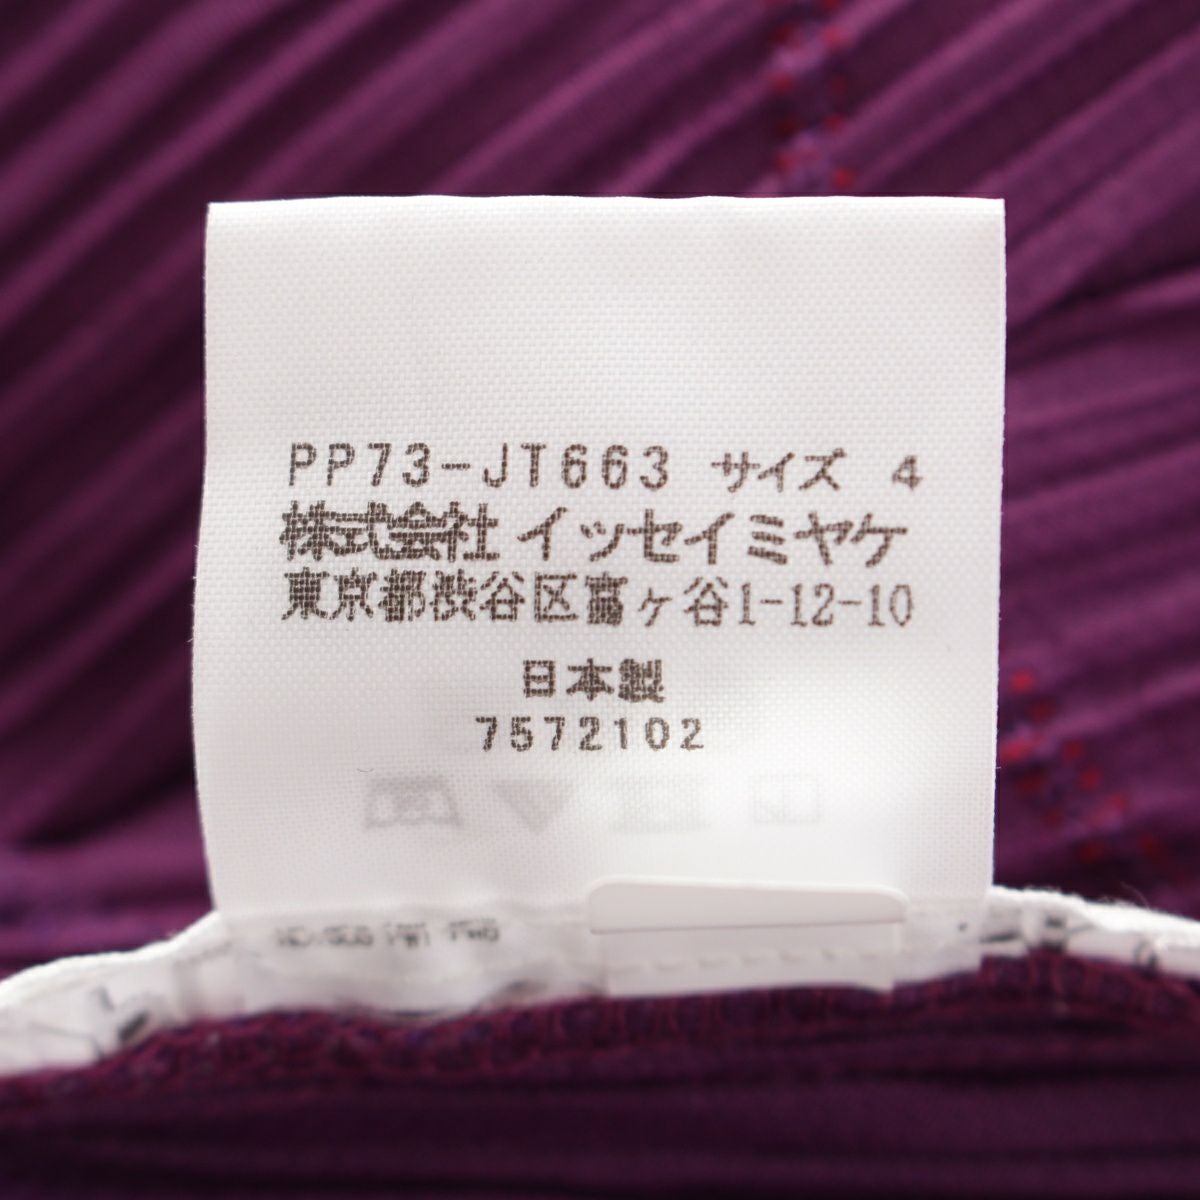 PP73-JT663 サイズ 4
株式会社 イッセイミヤケ
東京都渋谷区富ヶ谷1-12-10
日本製
7572102